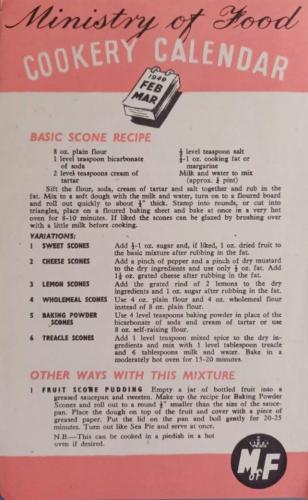 Ministry of Food
COOKERY CALENDAR
1949
FEB
MAR
BASIC SCONE RECIPE
8 oz. plain flour
1 level teaspoon bicarbonate
of soda
2 level teaspoons cream of
tartar
½ level teaspoon salt
½-1 oz. cooking fat or
margarine
Milk and water to mix
(approx. ¼ pint)
Sift the flour, soda, cream of tartar and salt together and rub in the
fat. Mix to a soft dough with the milk and water, turn on to a floured board
and roll out quickly to about thick. Stamp into rounds, or cut into
triangles, place on a floured baking sheet and bake at once in a very hot
oven for 8-10 minutes. If liked the scones can be glazed by brushing over
with a little milk before cooking.
VARIATIONS:
1 SWEET SCONES Add ½-1 oz. sugar and, if liked, 1 oz. dried fruit to
the basic mixture after rubbing in the fat.
2 CHEESE SCONES Add a pinch of pepper and a pinch of dry mustard
to the dry ingredients and use only ½ oz. fat. Add
1½ oz. grated cheese after rubbing in the fat.
3 LEMON SCONES Add the grated rind of 2 lemons to the dry
ingredients and 1 oz. sugar after rubbing in the fat.
4 WHOLEMEAL SCONES Use 4 oz. plain flour and 4 oz. wholemeal flour
instead of 8 oz. plain flour.
5 BAKING POWDER SCONES Use 4 level teaspoons baking powder in place of the
bicarbonate of soda and cream of tartar or use
8 oz. self-raising flour.
6 TREACLE SCONES Add 1 level teaspoon mixed spice to the dry in-
gredients and mix with 1 level tablespoon treacle
and 6 tablespoons milk and water. Bake in a
moderately hot oven for 15-20 minutes.
OTHER WAYS WITH THIS MIXTURE
1 FRUIT SCONE PUDDING Empty a jar of bottled fruit into a
greased saucepan and sweeten. Make up the recipe for Baking Powder
Scones and roll out to a round smaller than the size of the sauce-
pan. Place the dough on top of the fruit and cover with a piece of
greased paper. Put the lid on the pan and boil gently for 20-25
minutes. Turn out like Sea Pie and serve at once.
N.B.—This can be cooked in a piedish in a hot
oven if desired.
M of F